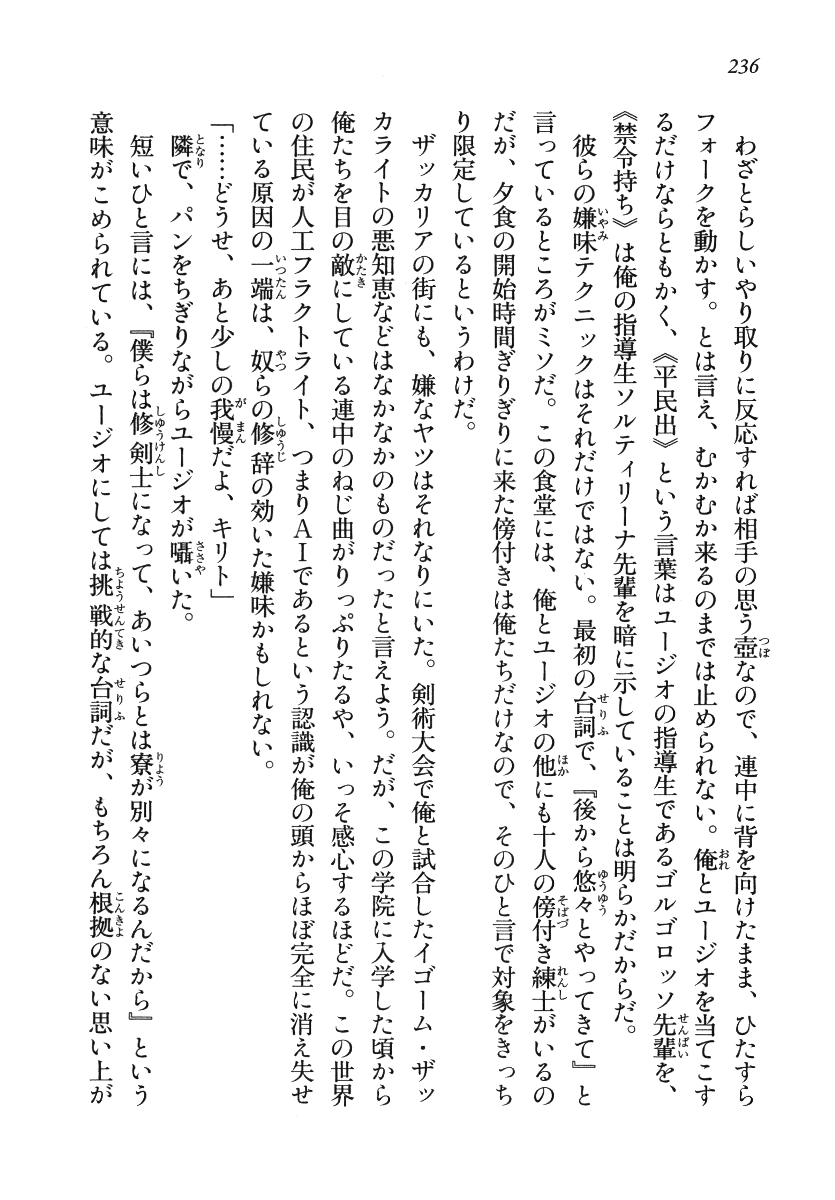 236
わざとらしいやり取りに反応すれば相手の思う壺なので、連中に背を向けたまま、ひたすら
フォークを動かす。とは言え、むかむか来るのまでは止められない。俺とユージオを当てこす
るだけならともかく、《平民出》という言葉はユージオの指導生であるゴルゴロッソ先輩を、
《禁令持ち》は俺の指導生ソルティリーナ先輩を暗に示していることは明らかだからだ。
彼らの嫌味テクニックはそれだけではない。最初の台詞で、『後から悠々とやってきて』と
言っているところがミソだ。この食堂には、俺とユージオの他にも十人の傍付き練士がいるの
だが、夕食の開始時間ぎりぎりに来た傍付きは俺たちだけなので、そのひと言で対象をきっち
り限定しているというわけだ。
ザッカリアの街にも、嫌なヤツはそれなりにいた。剣術大会で俺と試合したイゴーム・ザッ
カライトの悪知恵などはなかなかのものだったと言えよう。だが、この学院に入学した頃から
俺たちを目の敵にしている連中のねじ曲がりっぷりたるや、いっそ感心するほどだ。この世界
の住民が人工フラクトライト、つまりＡＩであるという認識が俺の頭からほぼ完全に消え失せ
ている原因の一端は、奴らの修辞の効いた嫌味かもしれない。
「……どうせ、あと少しの我慢だよ、キリト」
隣で、パンをちぎりながらユージオが囁いた。
短いひと言には、『僕らは修剣士になって、あいつらとは寮が別々になるんだから』という
意味がこめられている。ユージオにしては挑戦的な台詞だが、もちろん根拠のない思い上が